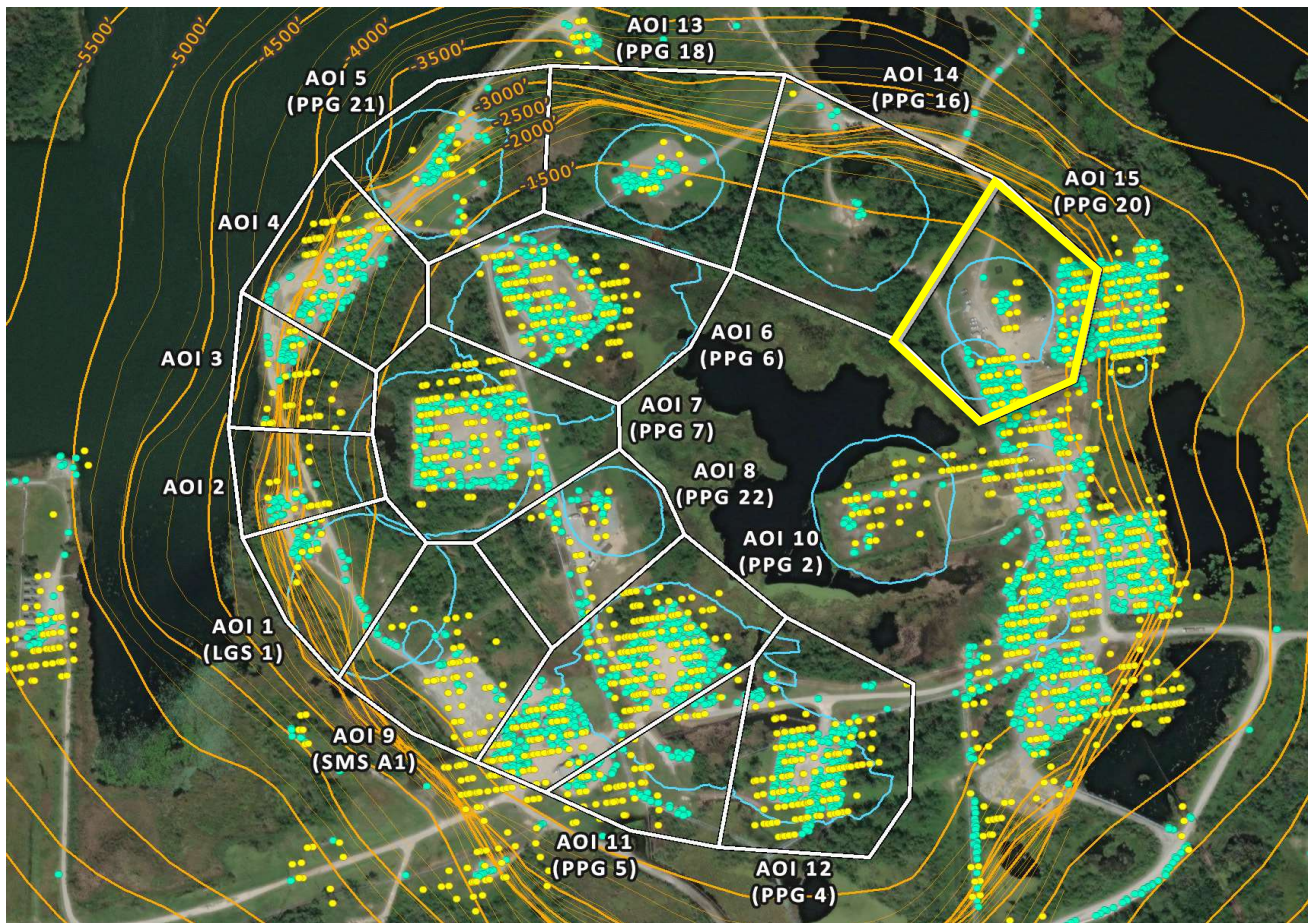 -5500'
-5000'
-4500'
-4000'
-3500'
-3000'
-2500'
-2000'
-1500'
AOI 13
(PPG 18)
AOI 5
(PPG 21)
AOI 14
(PPG 16)
AOI 15
(PPG 20)
AOI 4
AOI 3
AOI 6
(PPG 6)
AOI 7
(PPG 7)
AOI 8
(PPG 22)
AOI 2
AOI 10
(PPG 2)
AOI 1
(LGS 1)
AOI 9
(SMS A1)
AOI 11
(PPG 5)
AOI 12
(PPG 4)